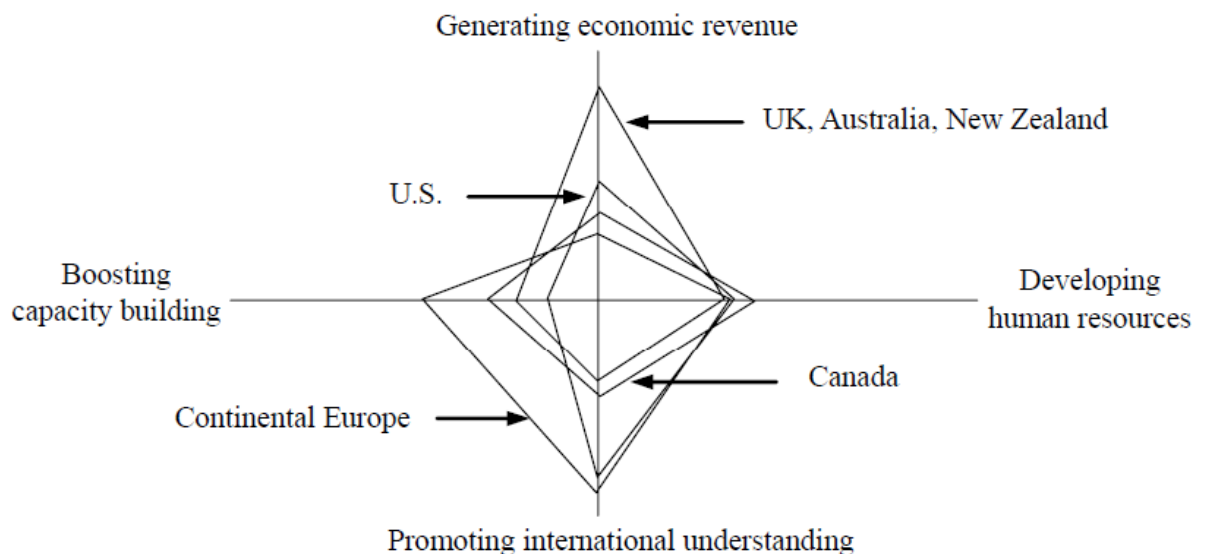 Generating economic revenue
UK, Australia, New Zealand
U.S.
Boosting
capacity building
Developing
human resources
Canada
Continental Europe
Promoting international understanding